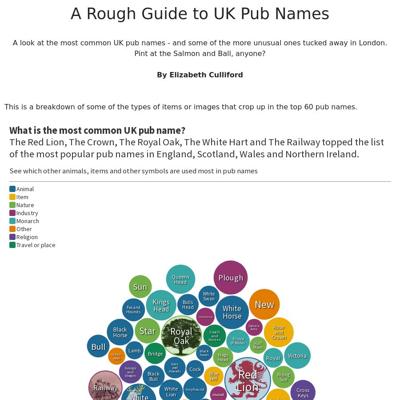 A Rough Guide to UK Pub Names
A look at the most common UK pub names - and some of the more unusual ones tucked away in London.
Pint at the Salmon and Ball, anyone?
By Elizabeth Culliford
This is a breakdown of some of the types of items or images that crop up in the top 60 pub names.
What is the most common UK pub name?
The Red Lion, The Crown, The Royal Oak, The White Hart and The Railway topped the list
of the most popular pub names in England, Scotland, Wales and Northern Ireland.
See which other animals, items and other symbols are used most in pub names
Animal
Item
Nature
Industry
Monarch
Other
Religion
Travel or place
Queens
Head
Plough
Sun
White
Swan
Kings
Head
Bulls
Head
White
Horse
New
Black
Horse
Star
Royal
Oak
Rose
and
Crown
Bull
Lamb
Bridge
Royal
Victoria
Cock
Black
Bull
Red
Lion
Rising
Sun
Railway
White
White
Lion
Cross
Keys